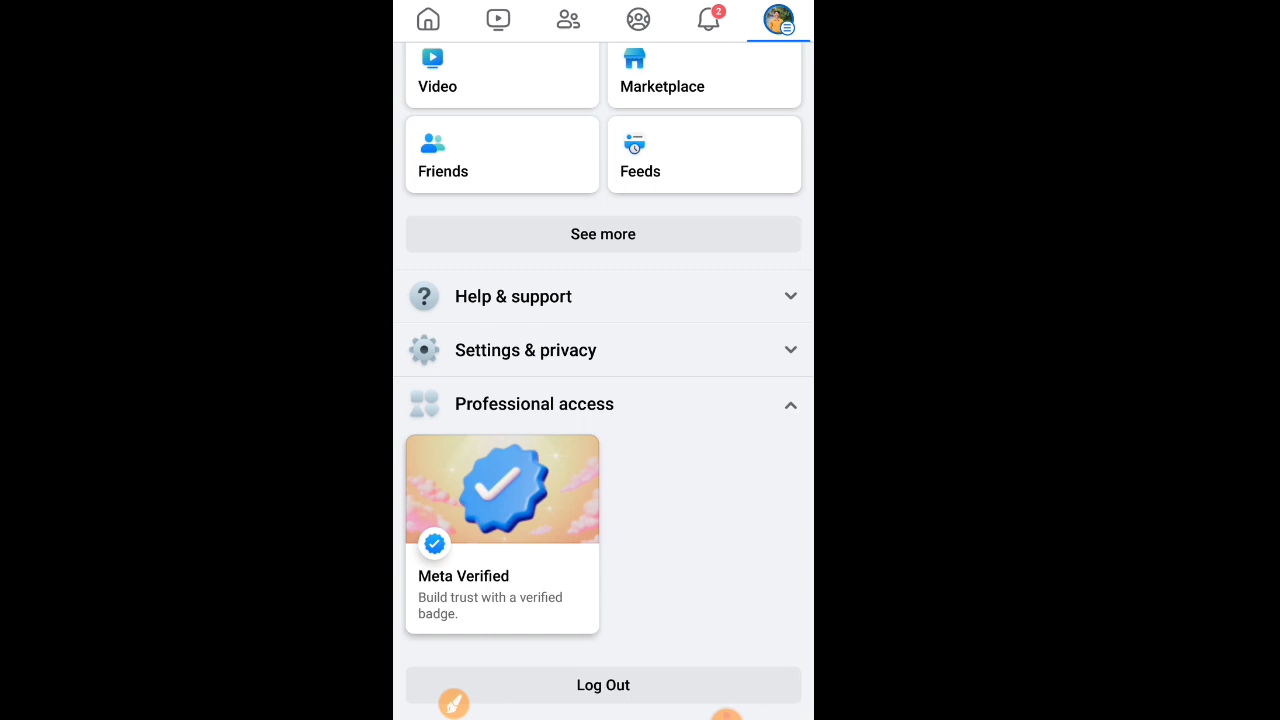 2
Video
Marketplace
Friends
Feeds
See more
?
Help & support
Settings & privacy
Professional access
Meta Verified
Build trust with a verified
badge.
Log Out